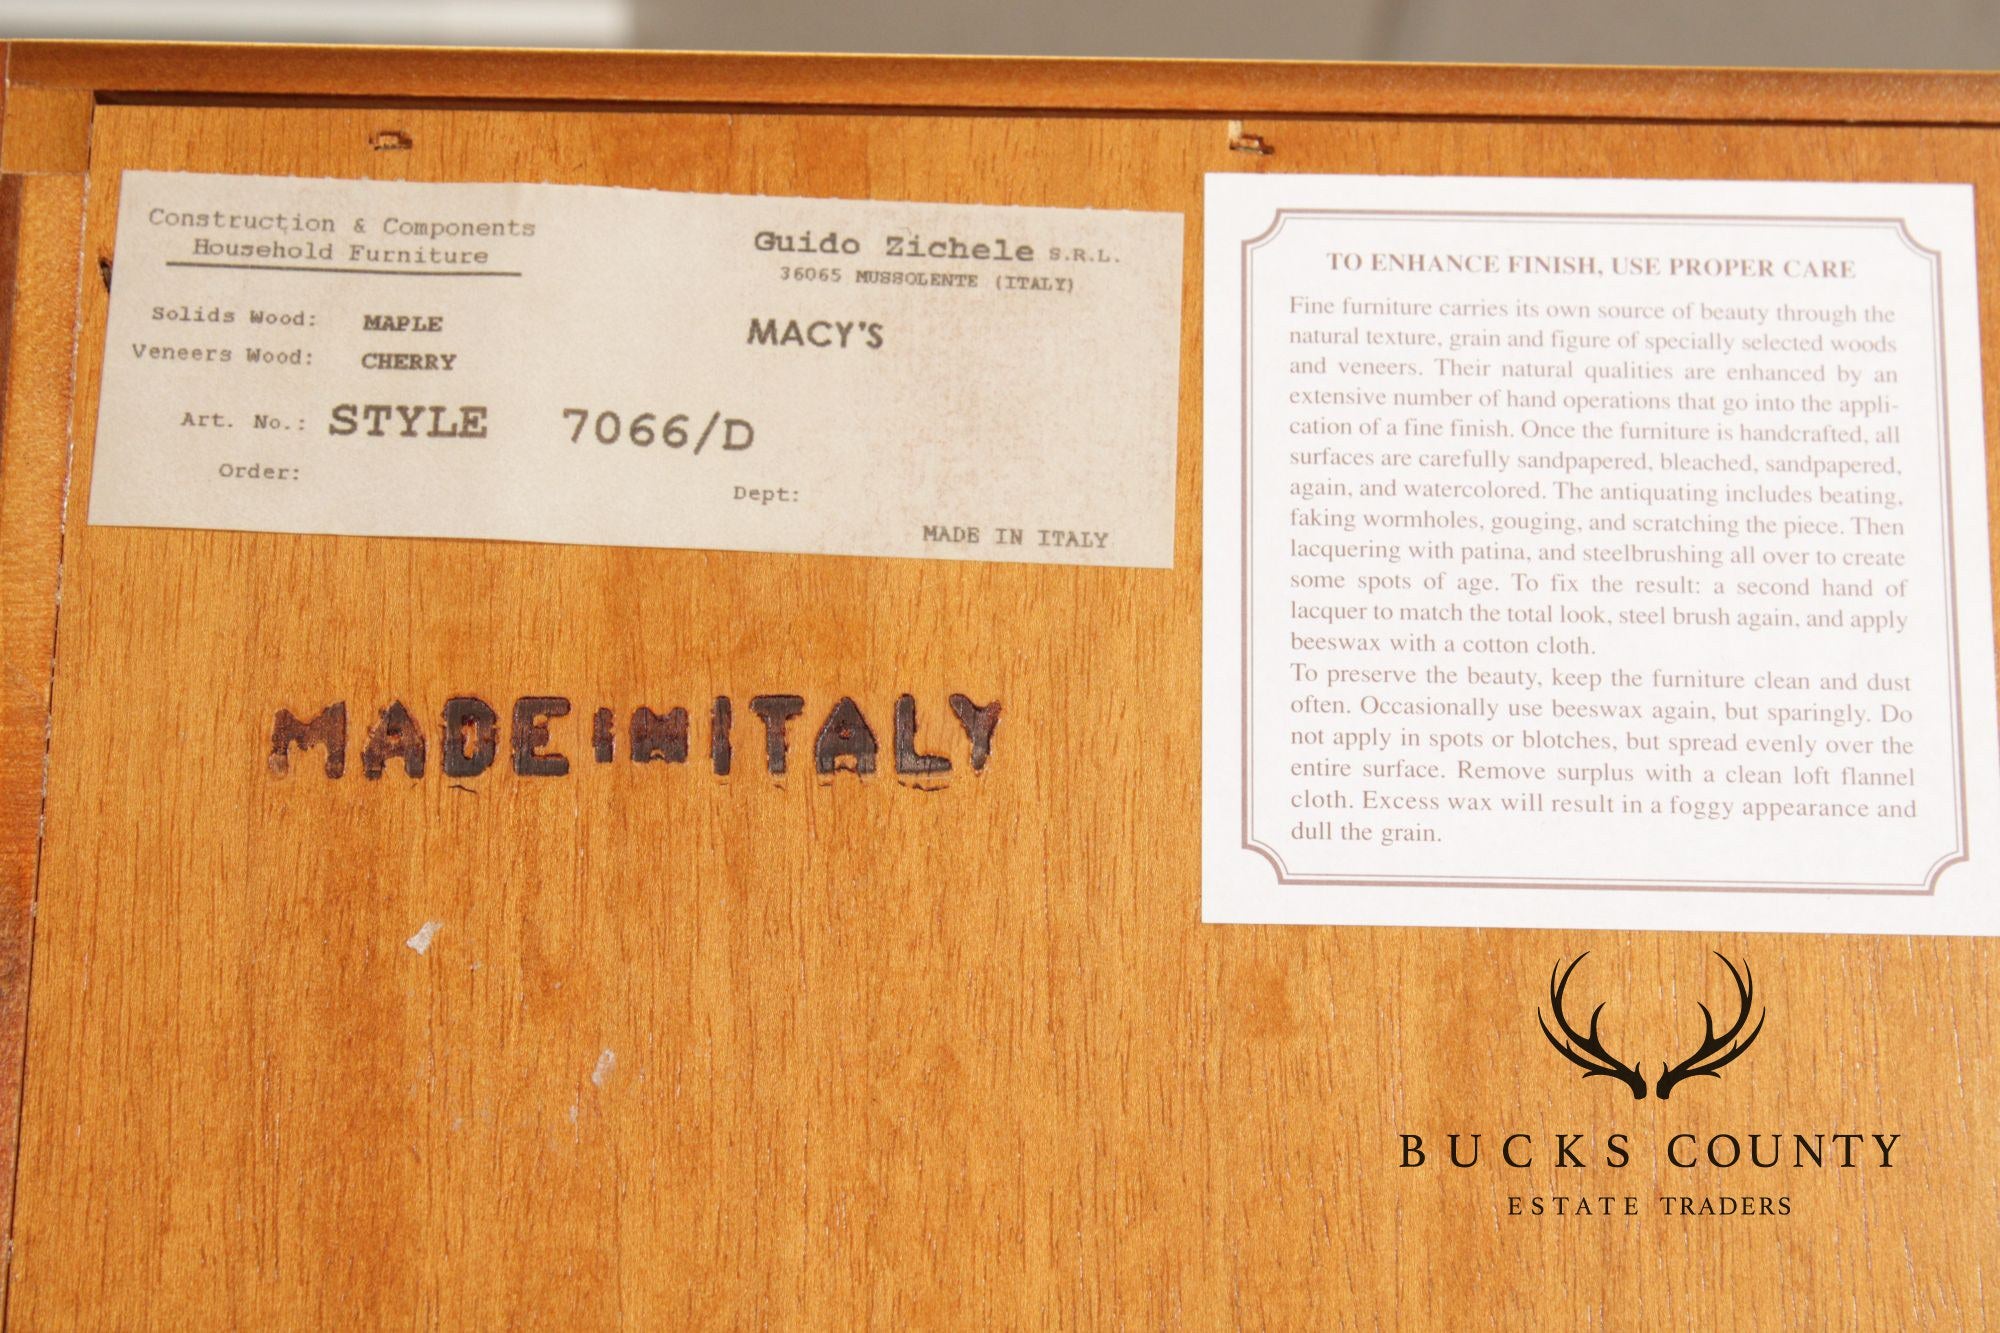 Construction & Components
Household Furniture
Solids Wood: MAPLE
Veneers Wood: CHERRY
Art. No.: STYLE 7066/D
Order:
Guido Zichele S.R.L.
36065 MUSSOLENTE (ITALY)
MACY'S
Dept:
MADE IN ITALY
MADE IN ITALY
TO ENHANCE FINISH, USE PROPER CARE
Fine furniture carries its own source of beauty through the
natural texture, grain and figure of specially selected woods
and veneers. Their natural qualities are enhanced by an
extensive number of hand operations that go into the appli-
cation of a fine finish. Once the furniture is handcrafted, all
surfaces are carefully sandpapered, bleached, sandpapered,
again, and watercolored. The antiquating includes beating,
faking wormholes, gouging, and scratching the piece. Then
lacquering with patina, and steelbrushing all over to create
some spots of age. To fix the result: a second hand of
lacquer to match the total look, steel brush again, and apply
beeswax with a cotton cloth.
To preserve the beauty, keep the furniture clean and dust
often. Occasionally use beeswax again, but sparingly. Do
not apply in spots or blotches, but spread evenly over the
entire surface. Remove surplus with a clean loft flannel
cloth. Excess wax will result in a foggy appearance and
dull the grain.
BUCKS COUNTY
ESTATE TRADERS